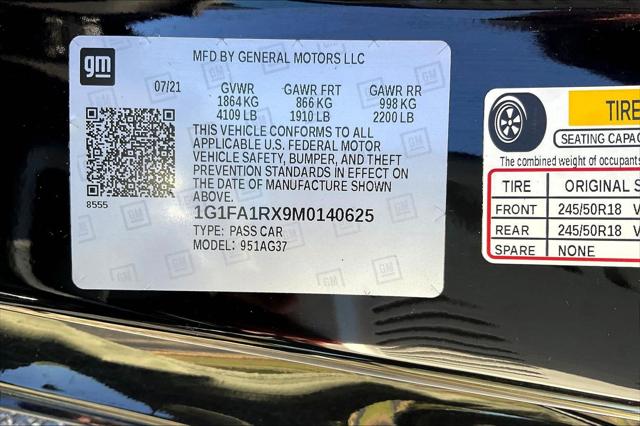 gm
MFD BY GENERAL MOTORS LLC
07/21 GVWR GAWR FRT GAWR RR
1864 KG 866 KG 998 KG
4109 LB 1910 LB 2200 LB
THIS VEHICLE CONFORMS TO ALL
APPLICABLE U.S. FEDERAL MOTOR
VEHICLE SAFETY, BUMPER, AND THEFT
PREVENTION STANDARDS IN EFFECT ON
THE DATE OF MANUFACTURE SHOWN
ABOVE.
8555
1G1FA1RX9M0140625
TYPE: PASS CAR
MODEL: 951AG37
TIRE
SEATING CAPAC
The combined weight of occupants
TIRE ORIGINAL S
FRONT 245/50R18 V
REAR 245/50R18 V
SPARE NONE